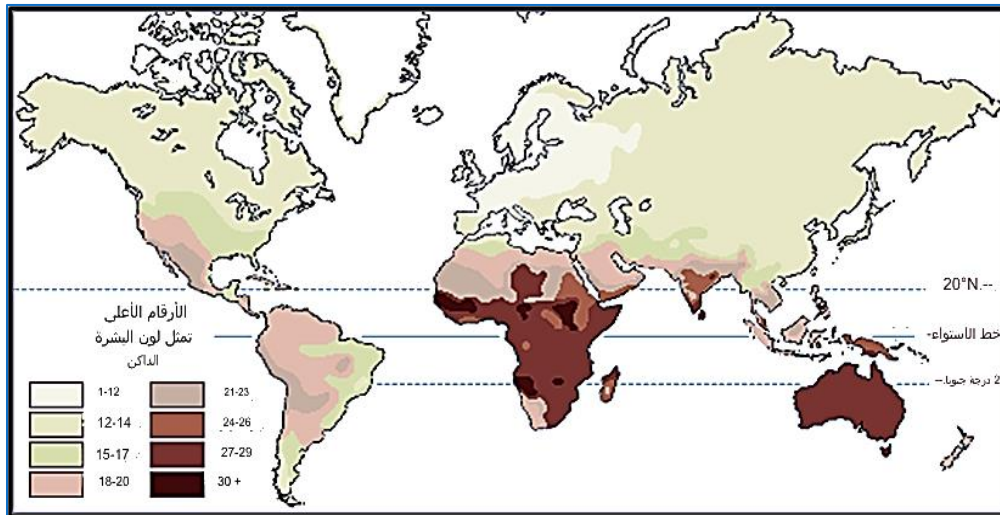 20°N.--
الأرقام الأعلى
تمثل لون البشرة
الداكن
خط الاستواء-
2 درجة جنوبا.--
1-12
21-23
12-14
24-26
15-17
27-29
18-20
30 +